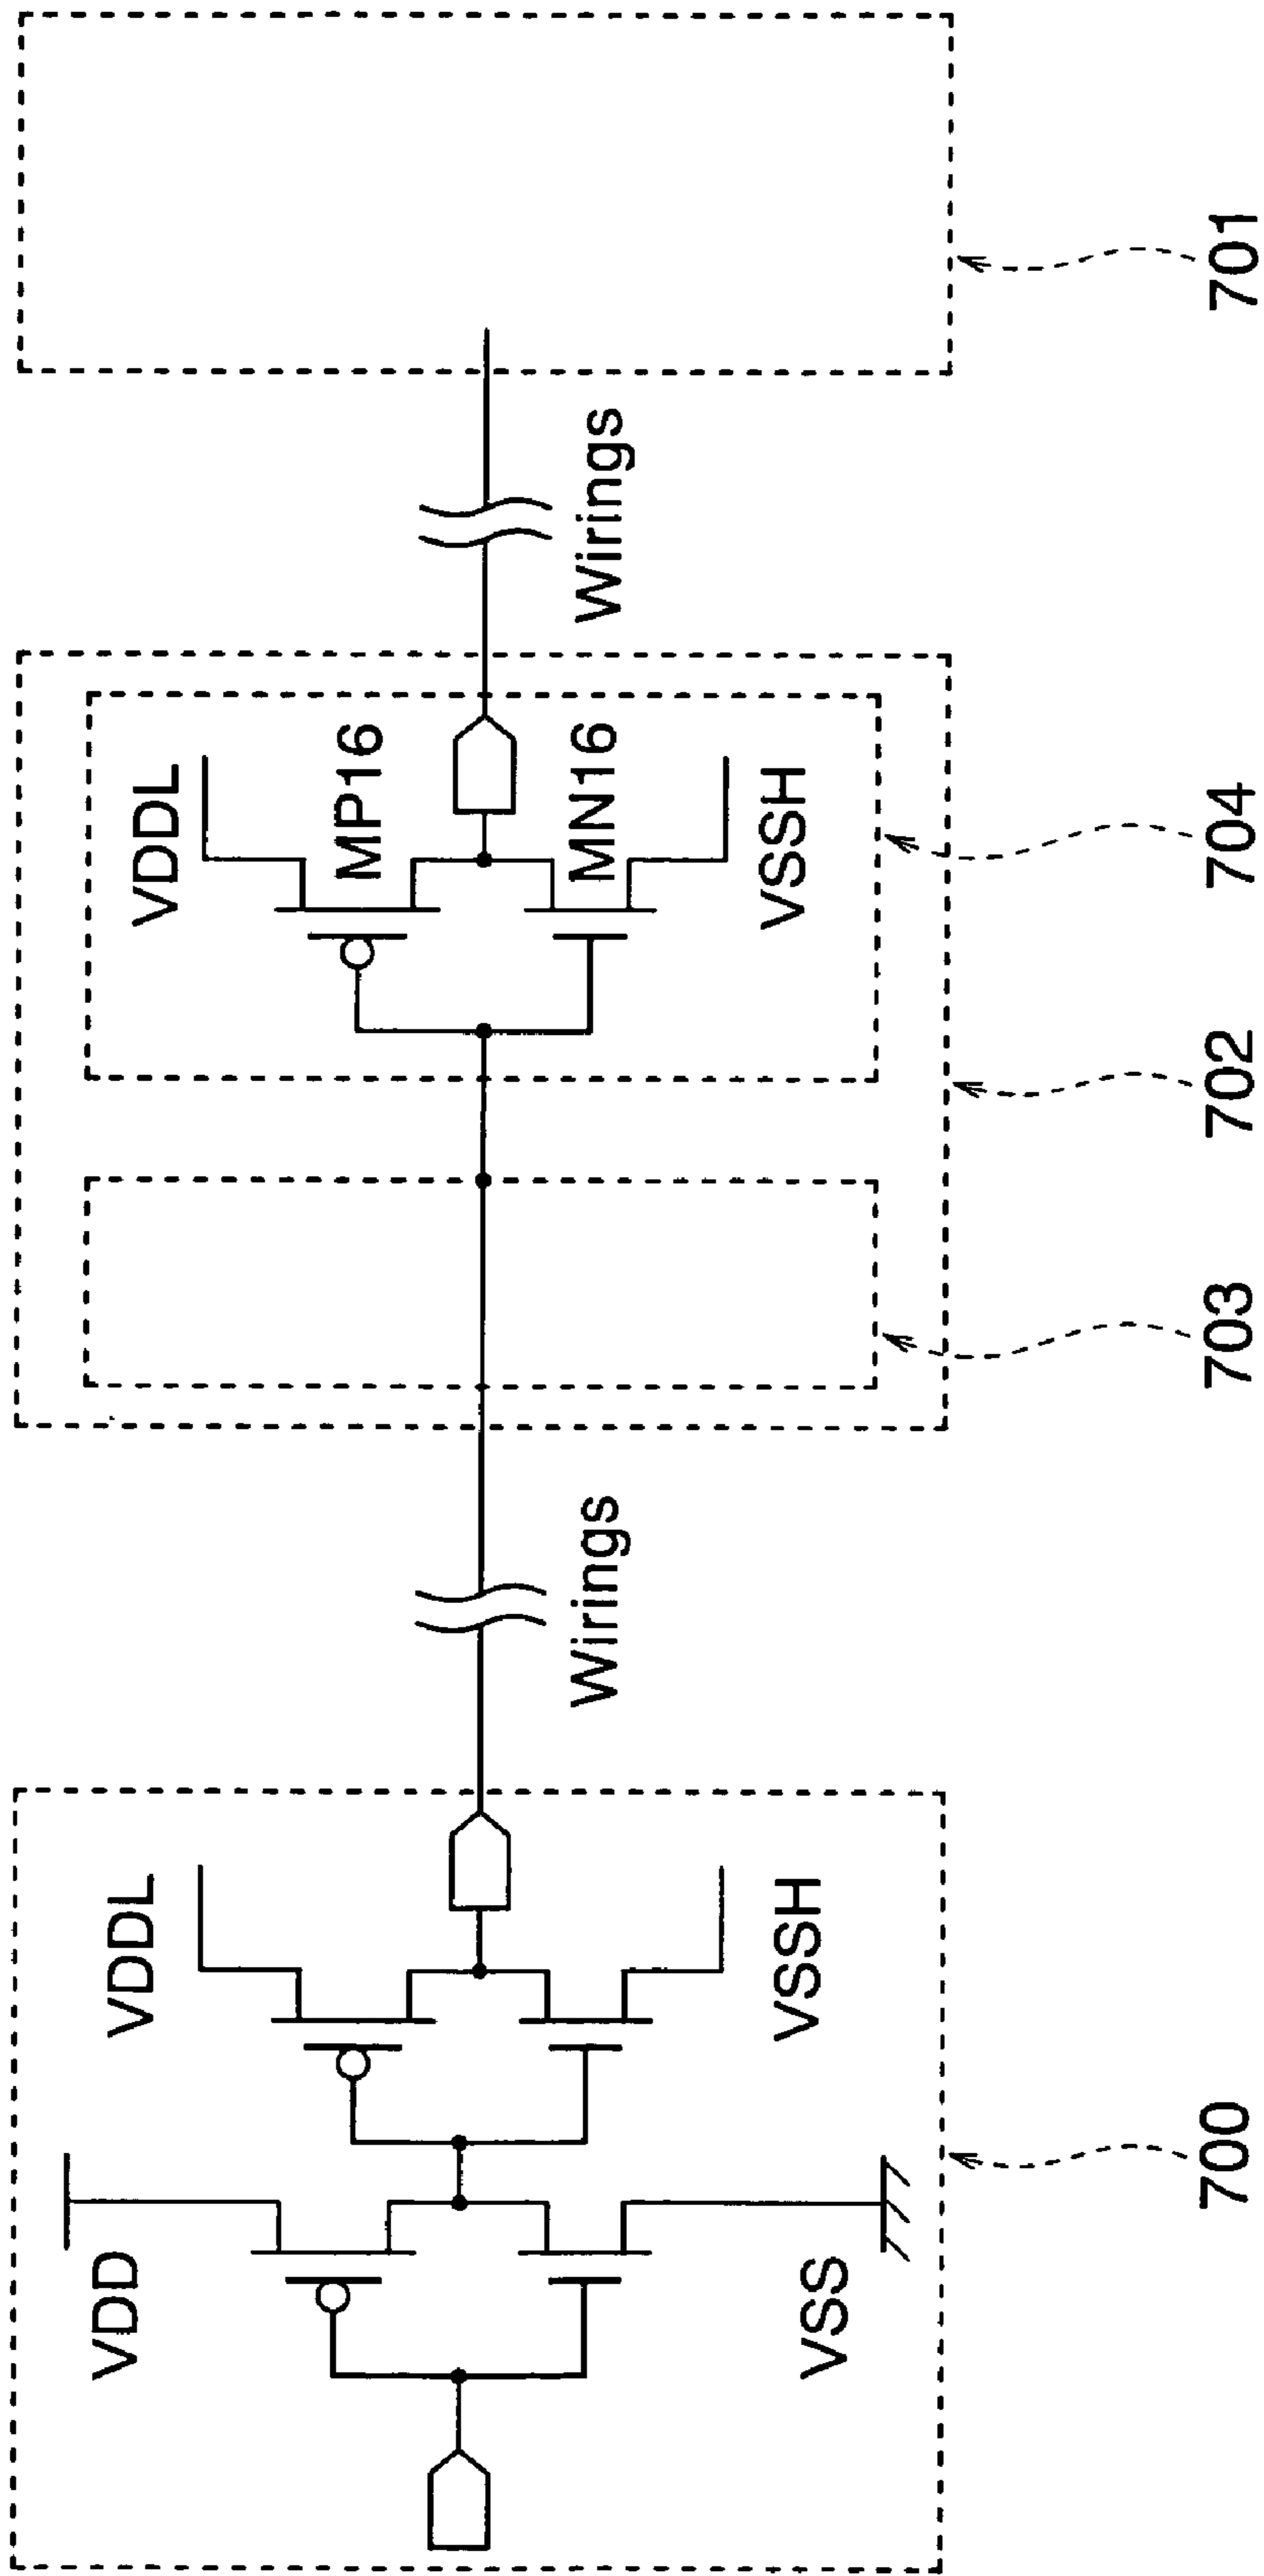 VDD
VSS
VDDL
VSSH
700
Wirings
703
702
704
VDDL
MP16
MN16
VSSH
Wirings
701